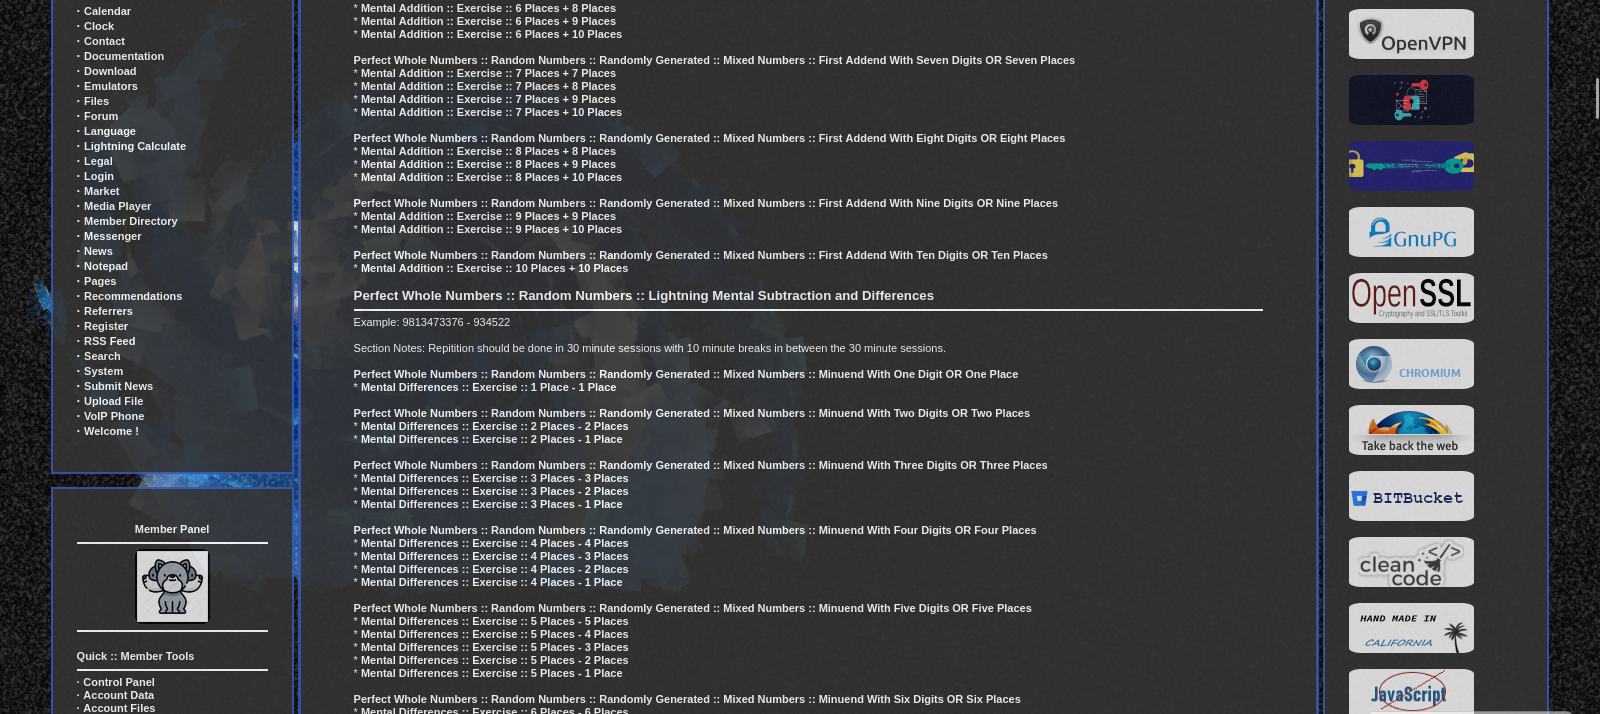 · Calendar
· Clock
· Contact
· Documentation
· Download
· Emulators
· Files
· Forum
· Language
· Lightning Calculate
· Legal
· Login
· Market
· Media Player
· Member Directory
· Messenger
· News
· Notepad
· Pages
· Recommendations
· Referrers
· Register
· RSS Feed
· Search
· System
· Submit News
· Upload File
· VoIP Phone
· Welcome !
Member Panel
Quick :: Member Tools
· Control Panel
· Account Data
· Account Files
* Mental Addition :: Exercise :: 6 Places + 8 Places
* Mental Addition :: Exercise :: 6 Places + 9 Places
* Mental Addition :: Exercise :: 6 Places + 10 Places
Perfect Whole Numbers :: Random Numbers :: Randomly Generated :: Mixed Numbers :: First Addend With Seven Digits OR Seven Places
* Mental Addition :: Exercise :: 7 Places + 7 Places
* Mental Addition :: Exercise :: 7 Places + 8 Places
* Mental Addition :: Exercise :: 7 Places + 9 Places
* Mental Addition :: Exercise :: 7 Places + 10 Places
Perfect Whole Numbers :: Random Numbers :: Randomly Generated :: Mixed Numbers :: First Addend With Eight Digits OR Eight Places
* Mental Addition :: Exercise :: 8 Places + 8 Places
* Mental Addition :: Exercise :: 8 Places + 9 Places
* Mental Addition :: Exercise :: 8 Places + 10 Places
Perfect Whole Numbers :: Random Numbers :: Randomly Generated :: Mixed Numbers :: First Addend With Nine Digits OR Nine Places
* Mental Addition :: Exercise :: 9 Places + 9 Places
* Mental Addition :: Exercise :: 9 Places + 10 Places
Perfect Whole Numbers :: Random Numbers :: Randomly Generated :: Mixed Numbers :: First Addend With Ten Digits OR Ten Places
* Mental Addition :: Exercise :: 10 Places + 10 Places
Perfect Whole Numbers :: Random Numbers :: Lightning Mental Subtraction and Differences
Example: 9813473376 - 934522
Section Notes: Repitition should be done in 30 minute sessions with 10 minute breaks in between the 30 minute sessions.
Perfect Whole Numbers :: Random Numbers :: Randomly Generated :: Mixed Numbers :: Minuend With One Digit OR One Place
* Mental Differences :: Exercise :: 1 Place - 1 Place
Perfect Whole Numbers :: Random Numbers :: Randomly Generated :: Mixed Numbers :: Minuend With Two Digits OR Two Places
* Mental Differences :: Exercise :: 2 Places - 2 Places
* Mental Differences :: Exercise :: 2 Places - 1 Place
Perfect Whole Numbers :: Random Numbers :: Randomly Generated :: Mixed Numbers :: Minuend With Three Digits OR Three Places
* Mental Differences :: Exercise :: 3 Places - 3 Places
* Mental Differences :: Exercise :: 3 Places - 2 Places
* Mental Differences :: Exercise :: 3 Places - 1 Place
Perfect Whole Numbers :: Random Numbers :: Randomly Generated :: Mixed Numbers :: Minuend With Four Digits OR Four Places
* Mental Differences :: Exercise :: 4 Places - 4 Places
* Mental Differences :: Exercise :: 4 Places - 3 Places
* Mental Differences :: Exercise :: 4 Places - 2 Places
* Mental Differences :: Exercise :: 4 Places - 1 Place
Perfect Whole Numbers :: Random Numbers :: Randomly Generated :: Mixed Numbers :: Minuend With Five Digits OR Five Places
* Mental Differences :: Exercise :: 5 Places - 5 Places
* Mental Differences :: Exercise :: 5 Places - 4 Places
* Mental Differences :: Exercise :: 5 Places - 3 Places
* Mental Differences :: Exercise :: 5 Places - 2 Places
* Mental Differences :: Exercise :: 5 Places - 1 Place
Perfect Whole Numbers :: Random Numbers :: Randomly Generated :: Mixed Numbers :: Minuend With Six Digits OR Six Places
* Mental Differences :: Exercise :: 6 Places - 6 Places
OpenVPN
GnuPG
OpenSSL
Cryptography and SSL/TLS Toolkit
CHROMIUM
Take back the web
BITBucket
clean </>
code
HAND MADE IN
CALIFORNIA
JavaScript